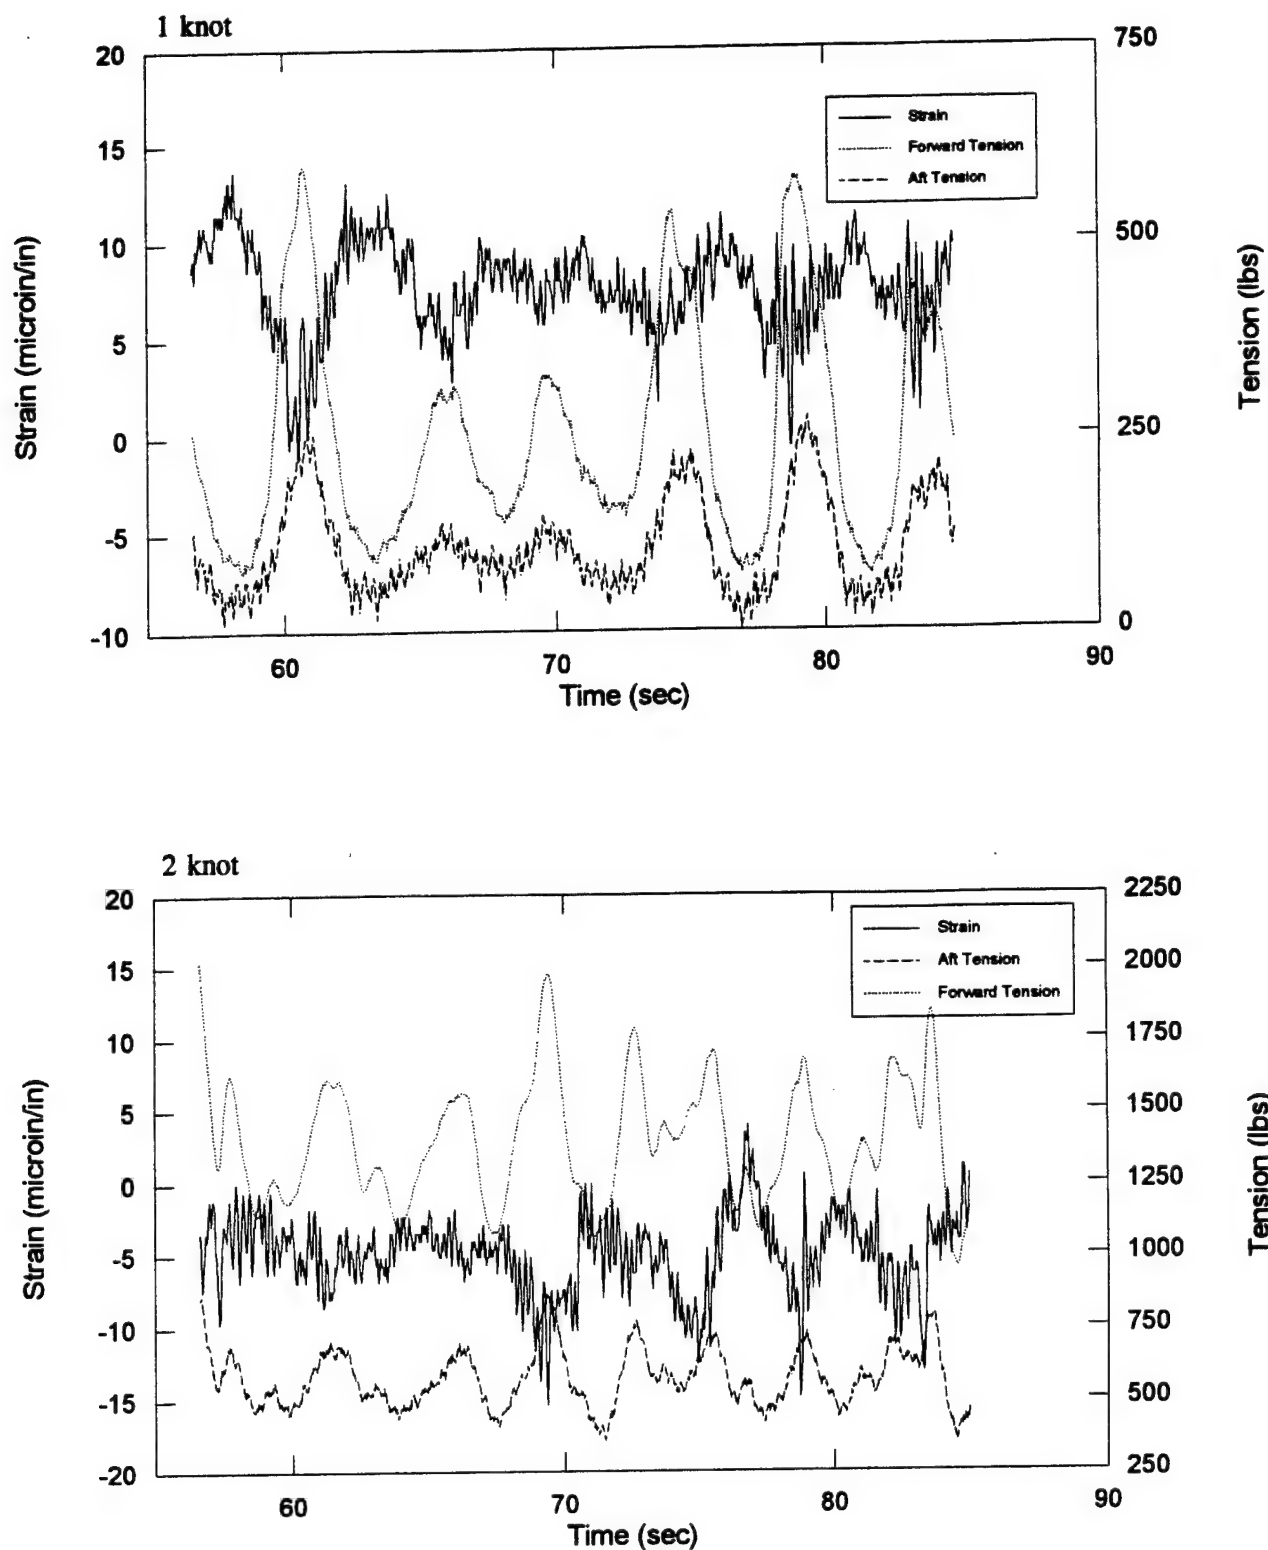 1 knot
20
15
10
5
0
-5
-10
Strain (microin/in)
750
500
250
0
Tension (lbs)
Strain
Forward Tension
Aft Tension
60
70
80
90
Time (sec)
2 knot
20
15
10
5
0
-5
-10
-15
-20
Strain (microin/in)
2250
2000
1750
1500
1250
1000
750
500
250
Tension (lbs)
Strain
Aft Tension
Forward Tension
60
70
80
90
Time (sec)